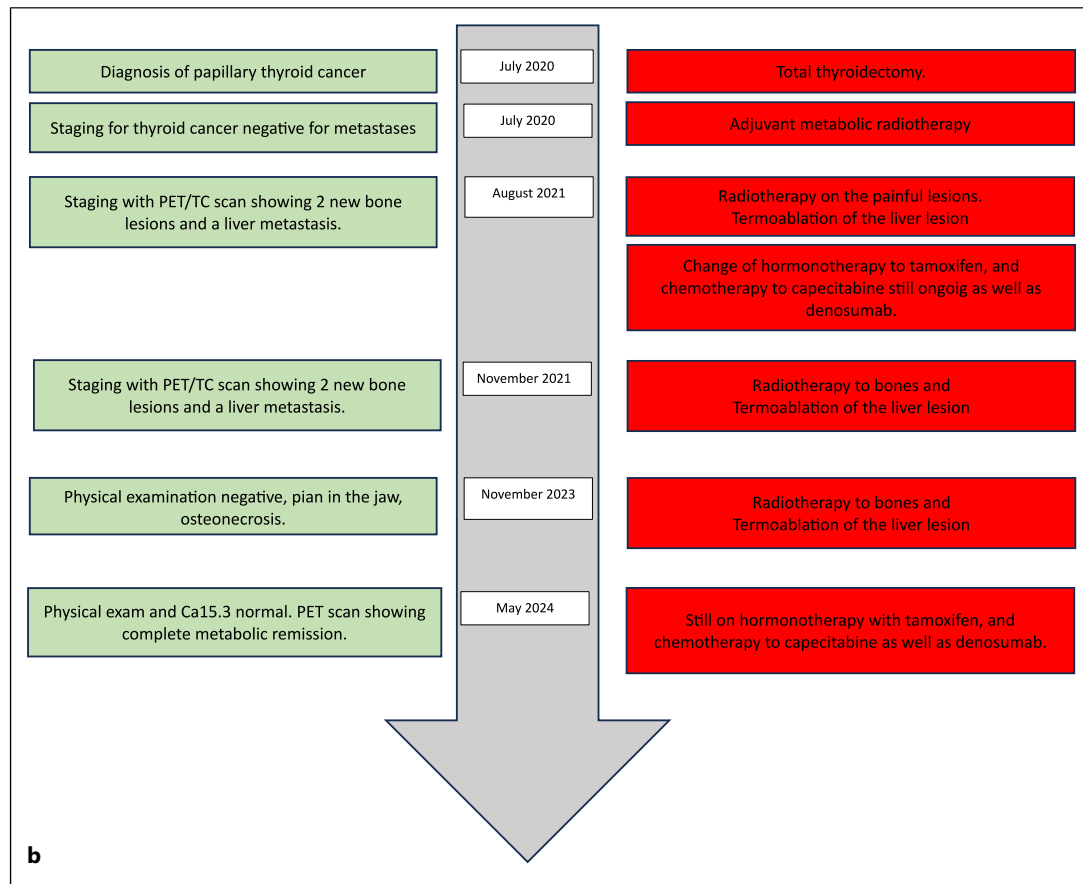 Diagnosis of papillary thyroid cancer
July 2020
Total thyroidectomy.
Staging for thyroid cancer negative for metastases
July 2020
Adjuvant metabolic radiotherapy
Staging with PET/TC scan showing 2 new bone
lesions and a liver metastasis.
August 2021
Radiotherapy on the painful lesions.
Termoablation of the liver lesion
Change of hormonotherapy to tamoxifen, and
chemotherapy to capecitabine still ongoig as well as
denosumab.
Staging with PET/TC scan showing 2 new bone
lesions and a liver metastasis.
November 2021
Radiotherapy to bones and
Termoablation of the liver lesion
Physical examination negative, pian in the jaw,
osteonecrosis.
November 2023
Radiotherapy to bones and
Termoablation of the liver lesion
Physical exam and Ca15.3 normal. PET scan showing
complete metabolic remission.
May 2024
Still on hormonotherapy with tamoxifen, and
chemotherapy to capecitabine as well as denosumab.
b